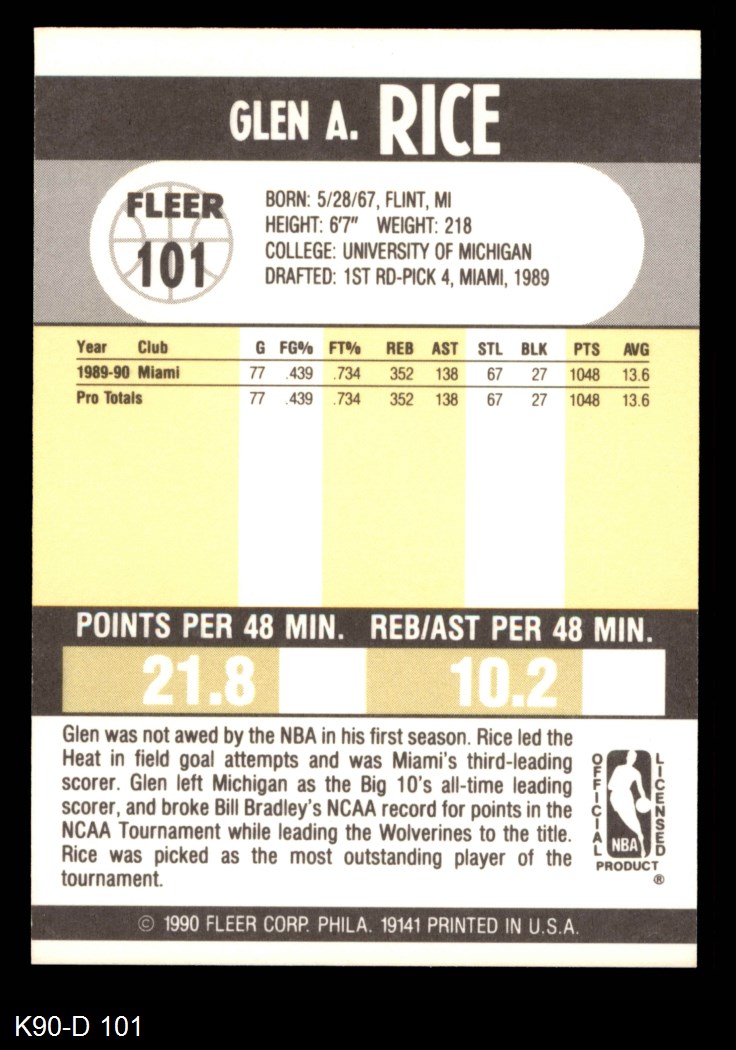 GLEN A. RICE
FLEER
101
BORN: 5/28/67, FLINT, MI
HEIGHT: 6'7" WEIGHT: 218
COLLEGE: UNIVERSITY OF MICHIGAN
DRAFTED: 1ST RD-PICK 4, MIAMI, 1989
Year Club G FG% FT% REB AST STL BLK PTS AVG
1989-90 Miami 77 .439 .734 352 138 67 27 1048 13.6
Pro Totals 77 .439 .734 352 138 67 27 1048 13.6
POINTS PER 48 MIN. REB/AST PER 48 MIN.
21.8 10.2
Glen was not awed by the NBA in his first season. Rice led the
Heat in field goal attempts and was Miami's third-leading
scorer. Glen left Michigan as the Big 10's all-time leading
scorer, and broke Bill Bradley's NCAA record for points in the
NCAA Tournament while leading the Wolverines to the title.
Rice was picked as the most outstanding player of the
tournament.
OFFICIAL
NBA
LICENSED
PRODUCT
®
© 1990 FLEER CORP. PHILA. 19141 PRINTED IN U.S.A.
K90-D 101